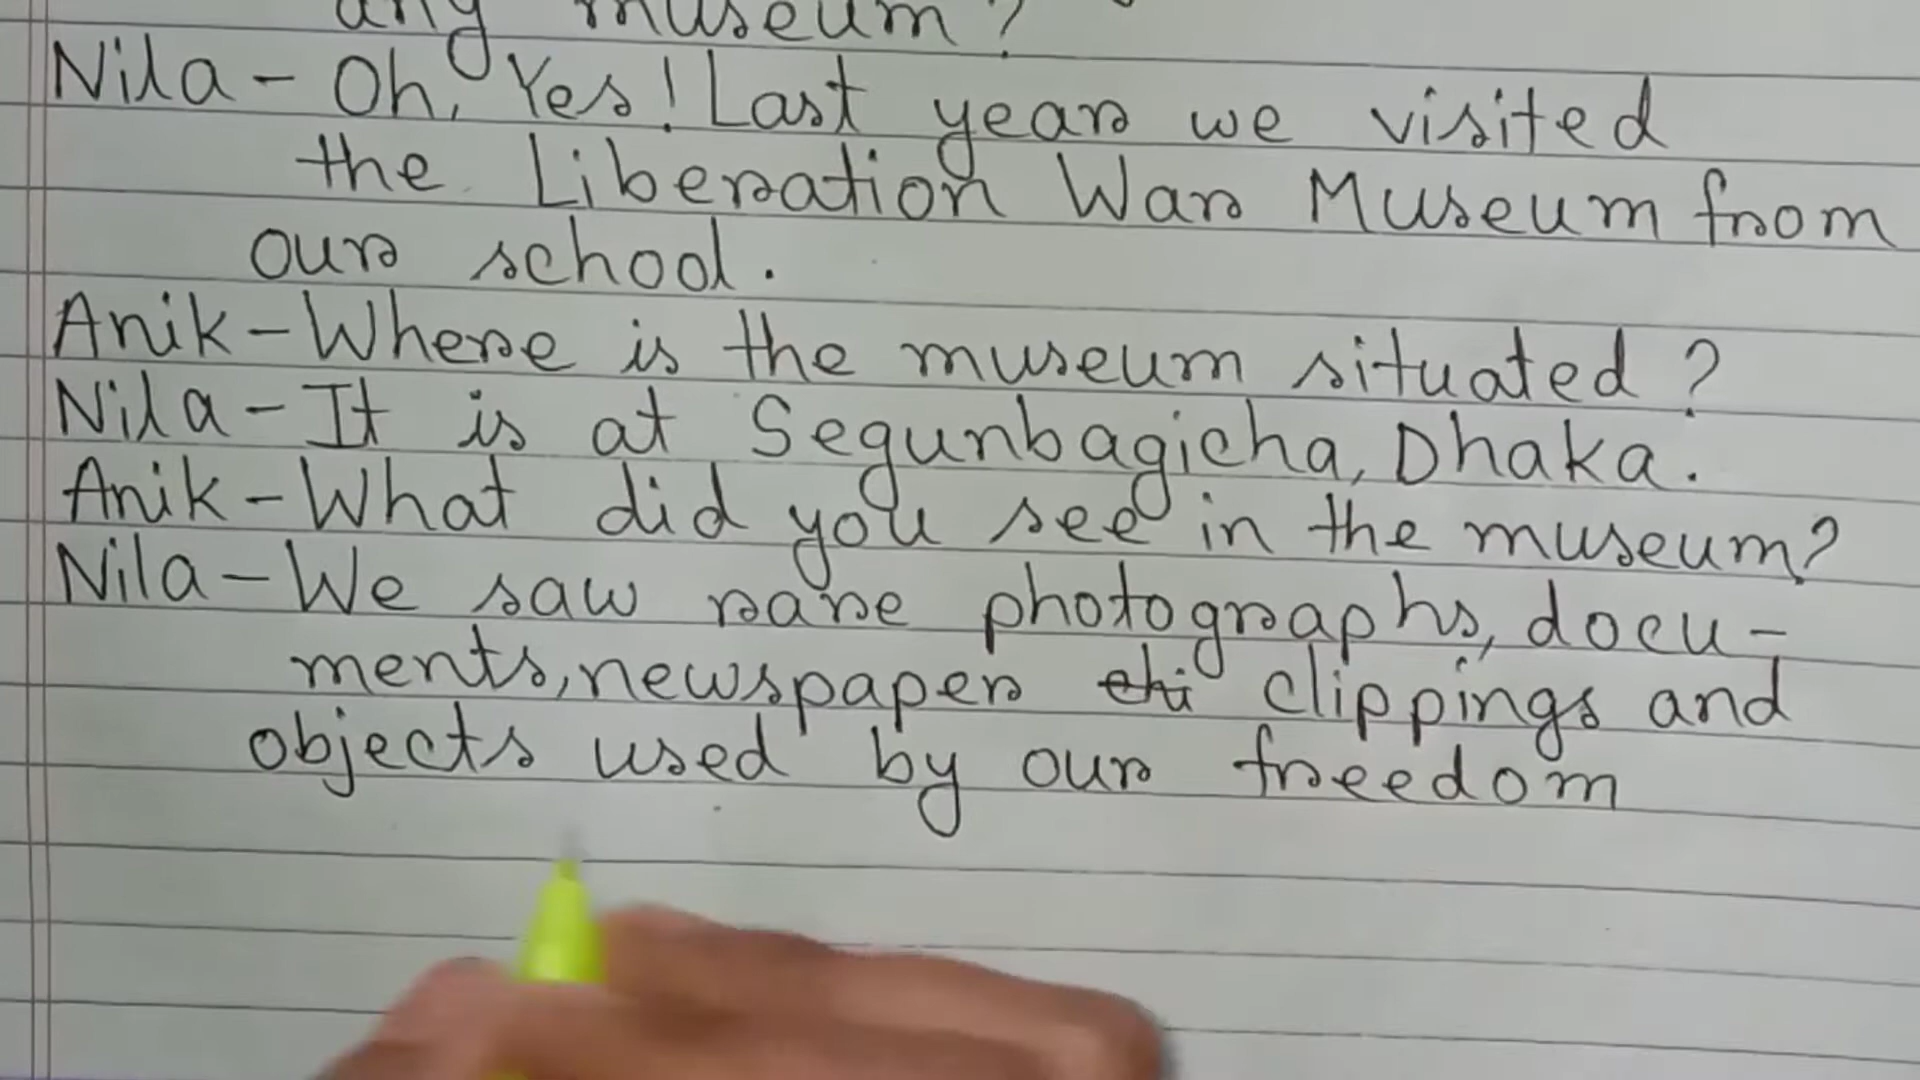 any museum?
Nila - Oh, Yes! Last year we visited
the Liberation War Museum from
our school.
Anik - Where is the museum situated?
Nila - It is at Segunbagicha, Dhaka.
Anik - What did you see in the museum?
Nila - We saw rare photographs, docu-
ments, newspaper clippings and
objects used by our freedom